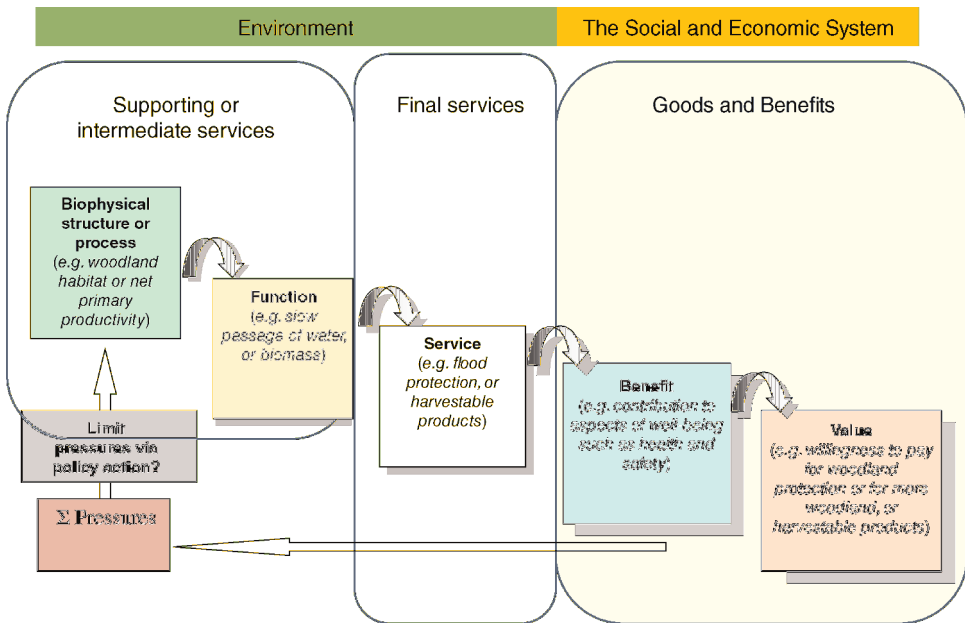 Environment
The Social and Economic System
Supporting or
intermediate services
Final services
Goods and Benefits
Biophysical
structure or
process
(e.g. woodland
habitat or net
primary
productivity)
Function
(e.g. slow
passage of water,
or biomass)
Service
(e.g. flood
protection, or
harvestable
products)
Benefit
(e.g. contribution to
aspects of well being
such as health and
safety)
Value
(e.g. willingness to pay
for woodland
protection or for more
woodland, or
harvestable products)
Limit
pressures via
policy action?
Σ Pressures